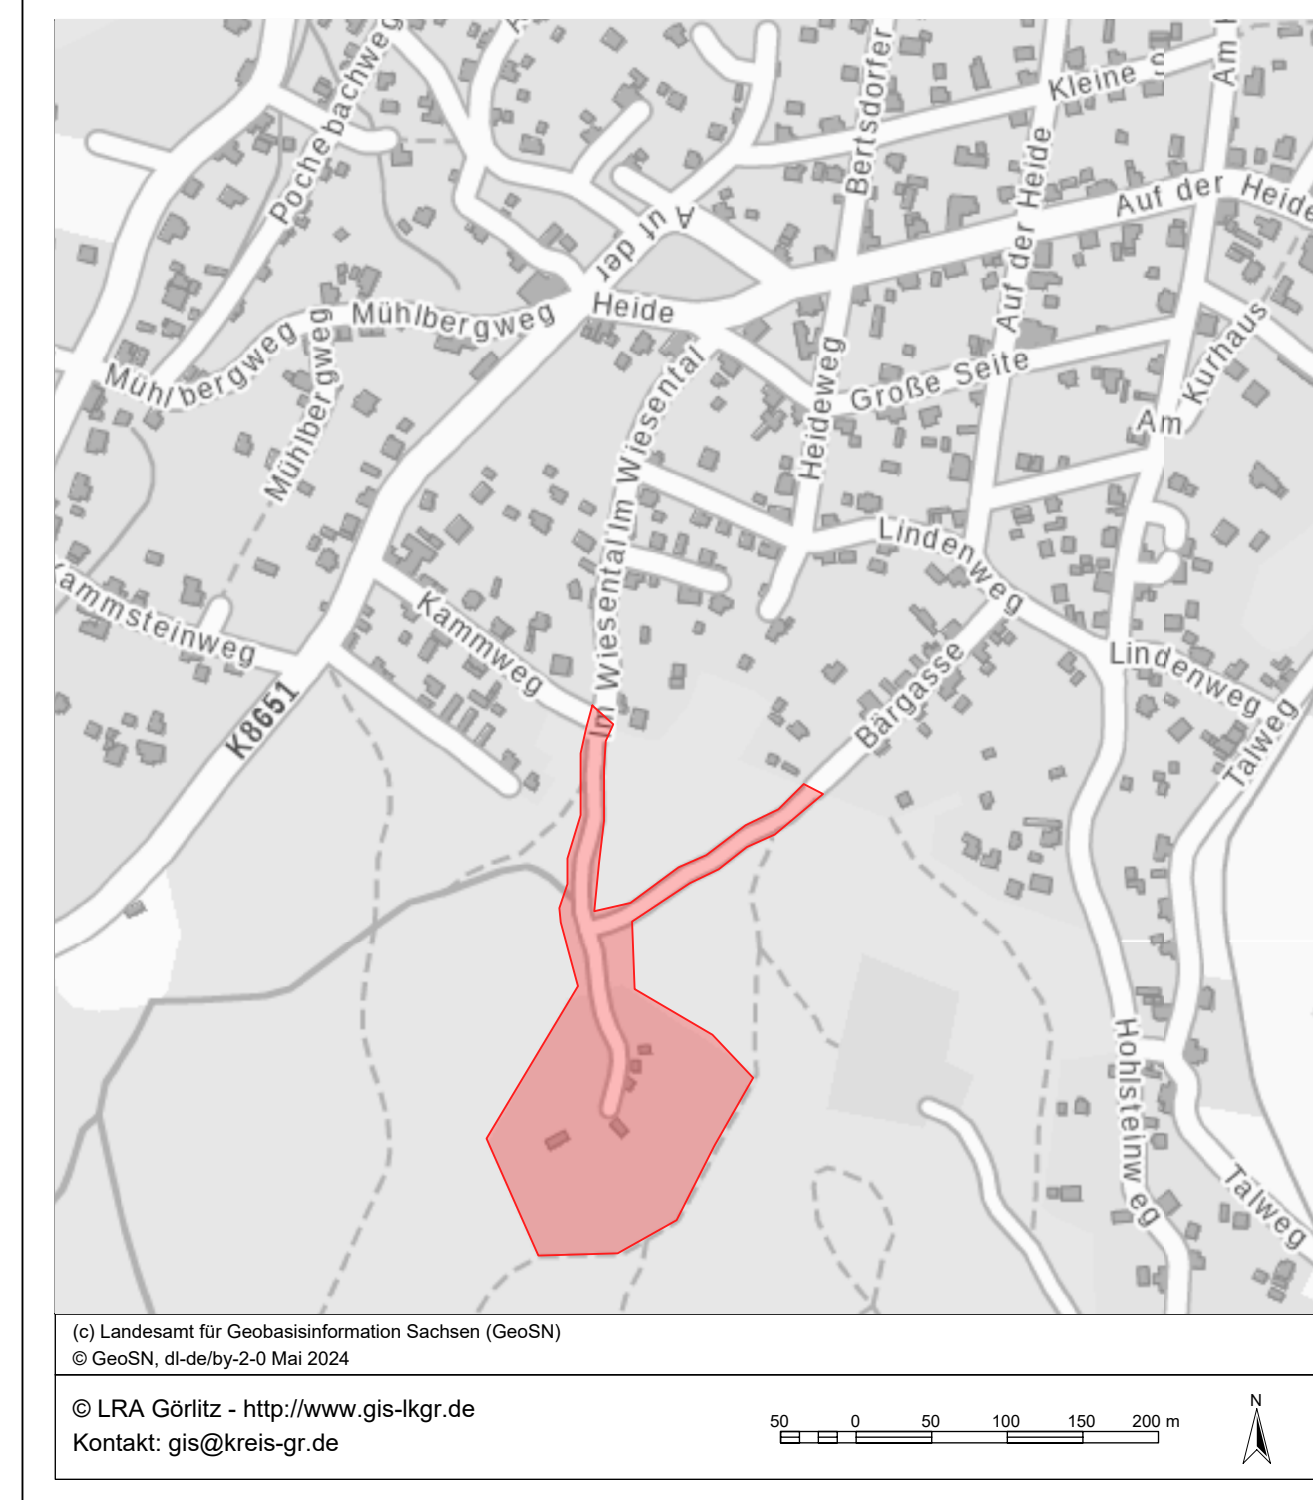 Pochebachweg
Bertsdorfer
Kleine S
Am
Auf der Heide
Auf der Heide
Auf der
Heide
Mühlbergweg
Mühlbergweg
Mühlbergweg
Im Wiesental
Heideweg
Große Seite
Am Kurhaus
Lindenweg
Kammsteinweg
Kammweg
Im Wiesental
Lindenweg
Bärgasse
K8651
Talweg
Hohlsteinweg
Talweg
(c) Landesamt für Geobasisinformation Sachsen (GeoSN)
© GeoSN, dl-de/by-2-0 Mai 2024
© LRA Görlitz - http://www.gis-lkgr.de
Kontakt: gis@kreis-gr.de
50 0 50 100 150 200 m
N